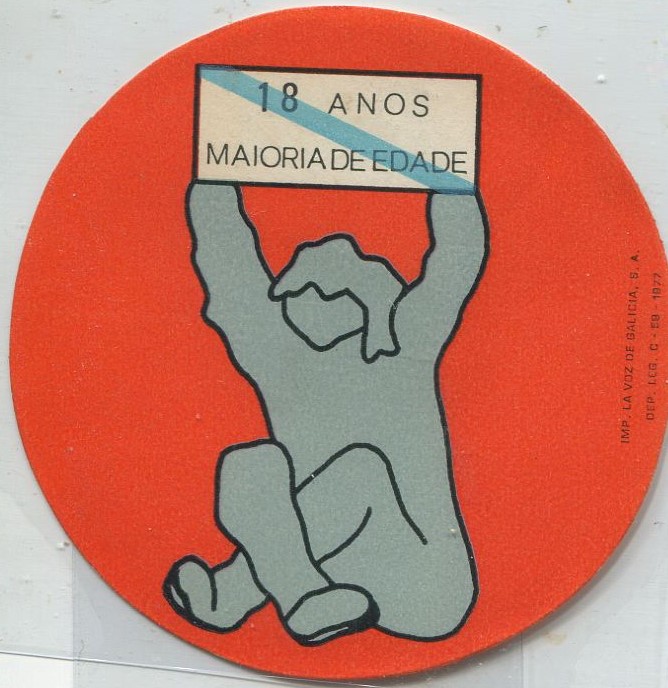 18 ANOS
MAIORIA DE EDADE
IMP. LA VOZ DE GALICIA, S. A.
DEP. LEG. C - 59 - 1977